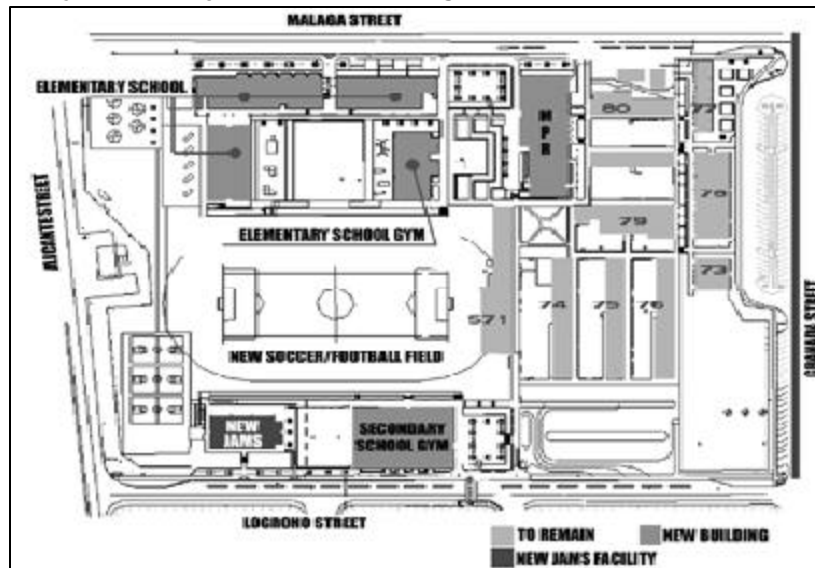 MALAGA STREET
ELEMENTARY SCHOOL
MPR
80
77
78
79
73
ELEMENTARY SCHOOL GYM
ALICANTE STREET
GRANADA STREET
571
74
75
76
NEW SOCCER/FOOTBALL FIELD
NEW
JAMS
SECONDARY
SCHOOL GYM
LOGRONO STREET
TO REMAIN
NEW BUILDING
NEW JAMS FACILITY